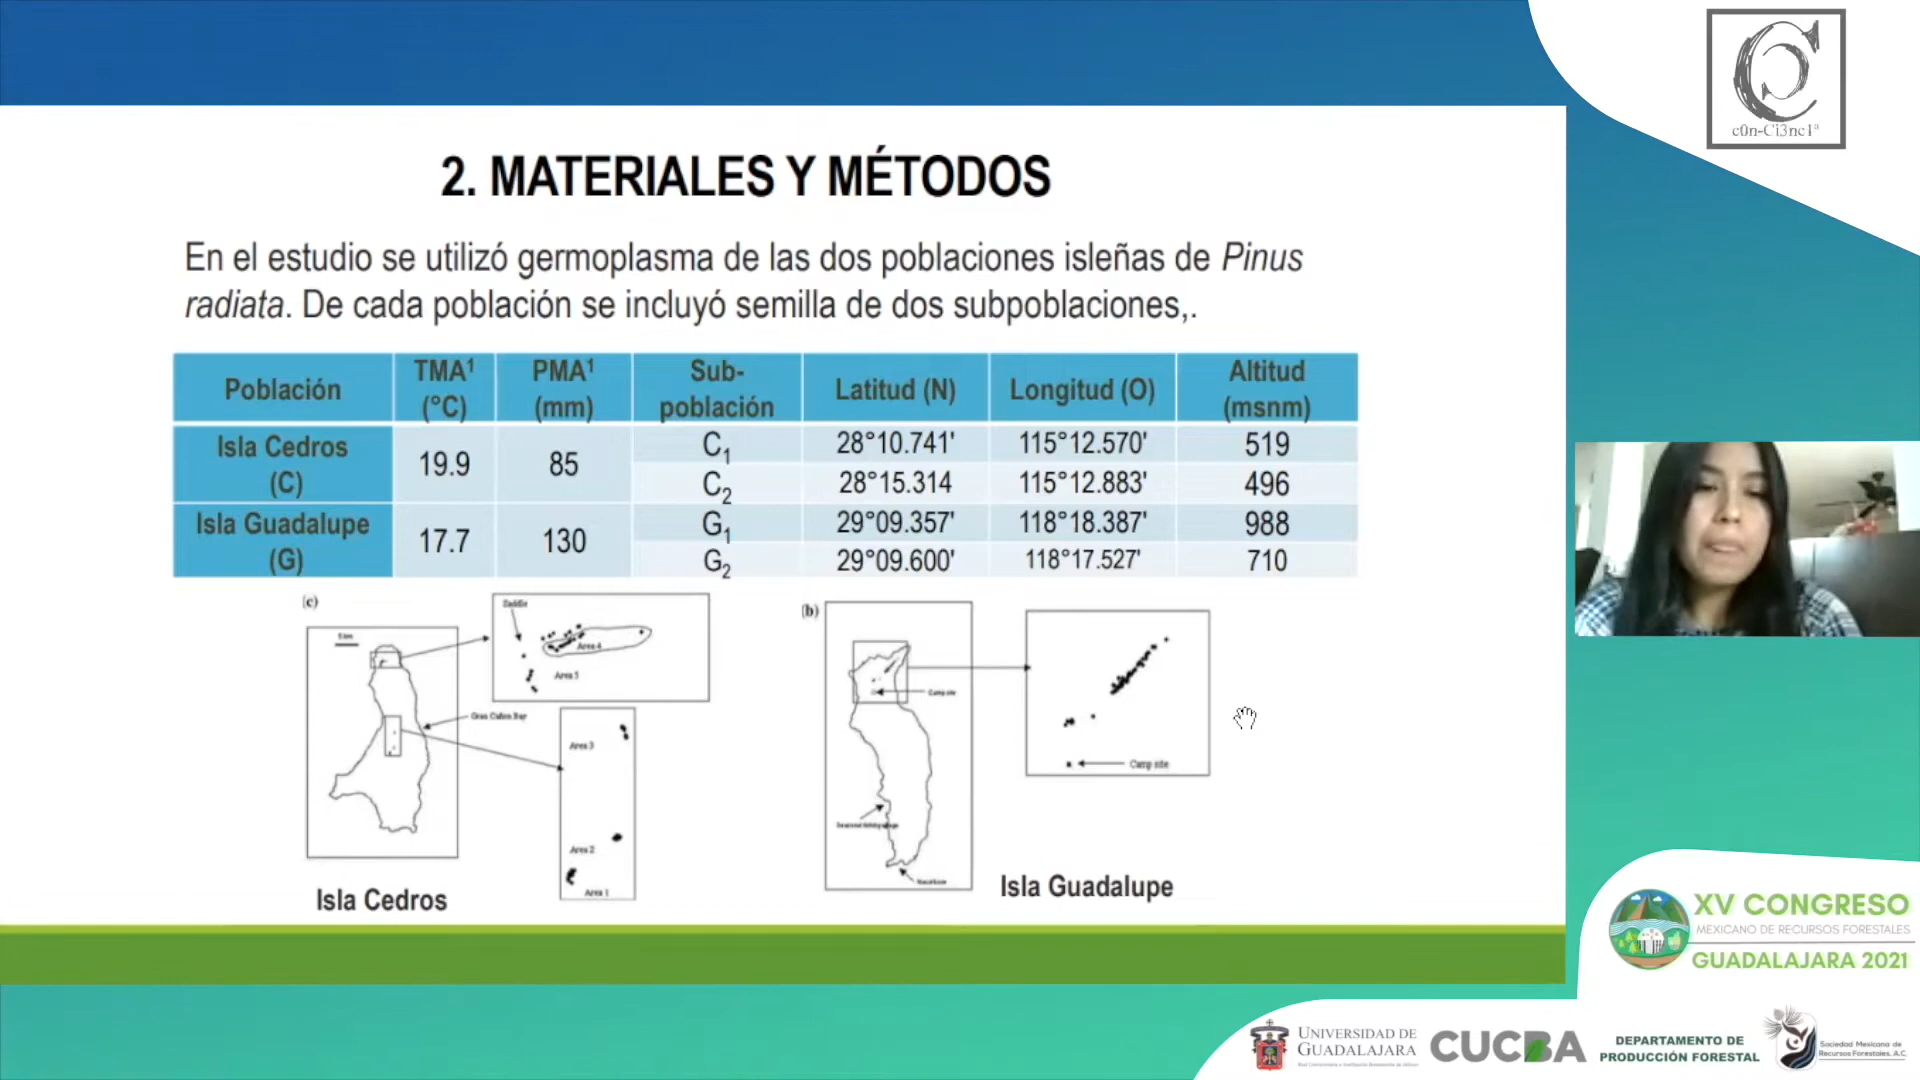 c0n-Ci3nc1ª
2. MATERIALES Y MÉTODOS
En el estudio se utilizó germoplasma de las dos poblaciones isleñas de Pinus
radiata. De cada población se incluyó semilla de dos subpoblaciones,.
Población TMA¹ (°C) PMA¹ (mm) Sub-población Latitud (N) Longitud (O) Altitud (msnm)
Isla Cedros (C) 19.9 85 C₁ 28°10.741' 115°12.570' 519
C₂ 28°15.314 115°12.883' 496
Isla Guadalupe (G) 17.7 130 G₁ 29°09.357' 118°18.387' 988
G₂ 29°09.600' 118°17.527' 710
(c)
Saddle
Area 4
Area 5
Area 3
Area 2
Area 1
Isla Cedros
(b)
Camp site
Camp site
Isla Guadalupe
XV CONGRESO
MEXICANO DE RECURSOS FORESTALES
GUADALAJARA 2021
UNIVERSIDAD DE
GUADALAJARA
CUCBA
DEPARTAMENTO DE
PRODUCCIÓN FORESTAL
Sociedad Mexicana de
Recursos Forestales, A.C.